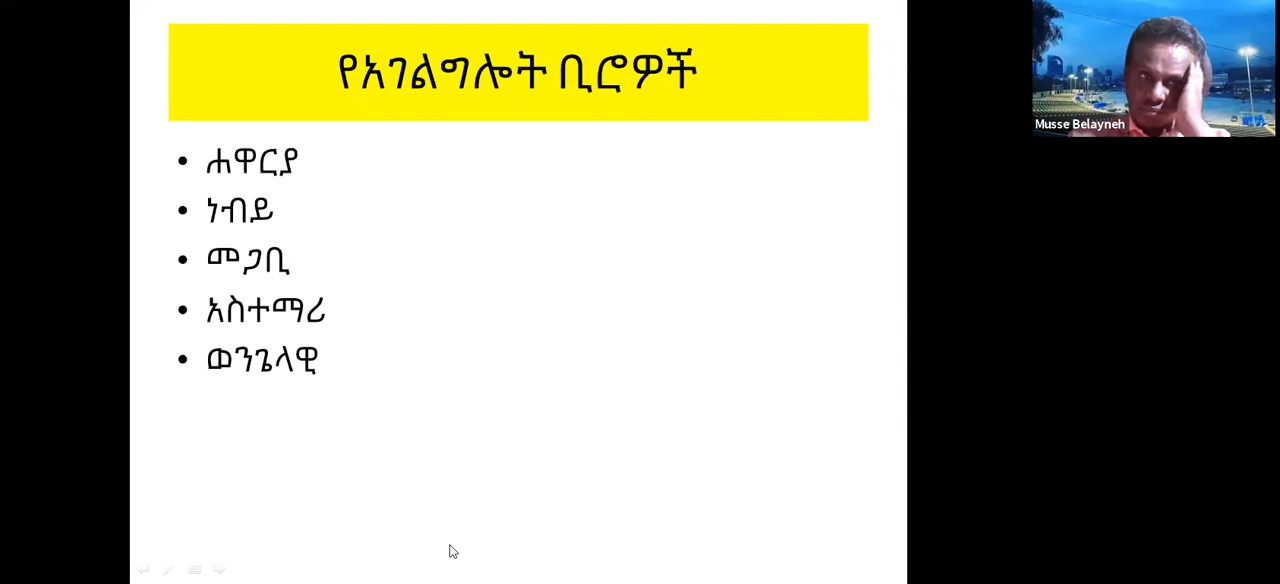 የአገልግሎት ቢሮዎች
• ሐዋርያ
• ነብይ
• መጋቢ
• አስተማሪ
• ወንጌላዊ
Musse Belayneh